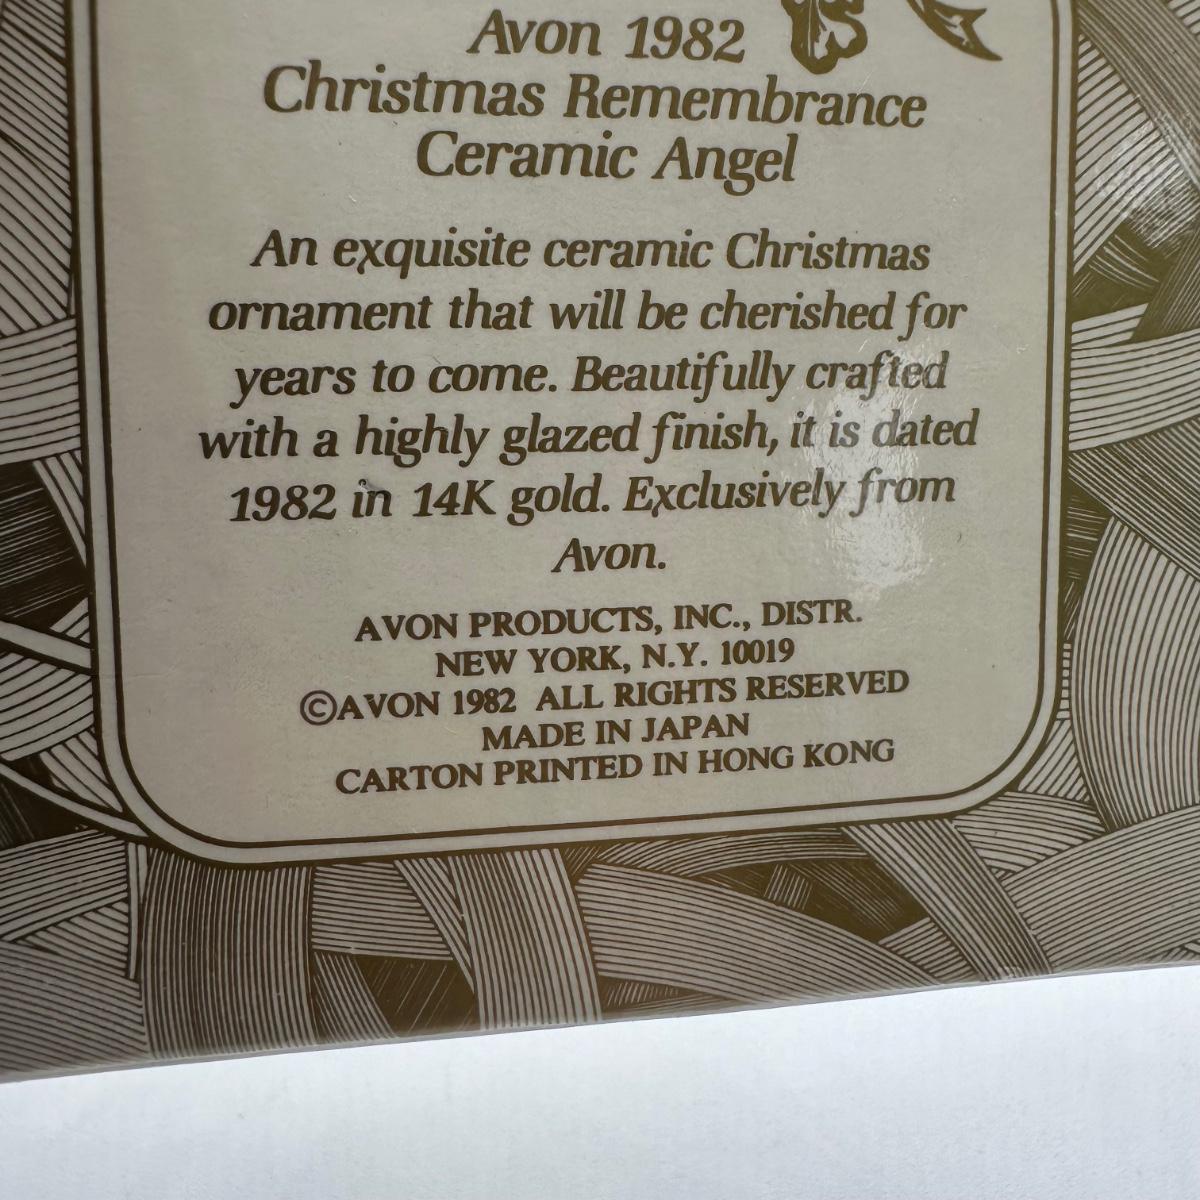 Avon 1982
Christmas Remembrance
Ceramic Angel
An exquisite ceramic Christmas
ornament that will be cherished for
years to come. Beautifully crafted
with a highly glazed finish, it is dated
1982 in 14K gold. Exclusively from
Avon.
AVON PRODUCTS, INC., DISTR.
NEW YORK, N.Y. 10019
©AVON 1982 ALL RIGHTS RESERVED
MADE IN JAPAN
CARTON PRINTED IN HONG KONG